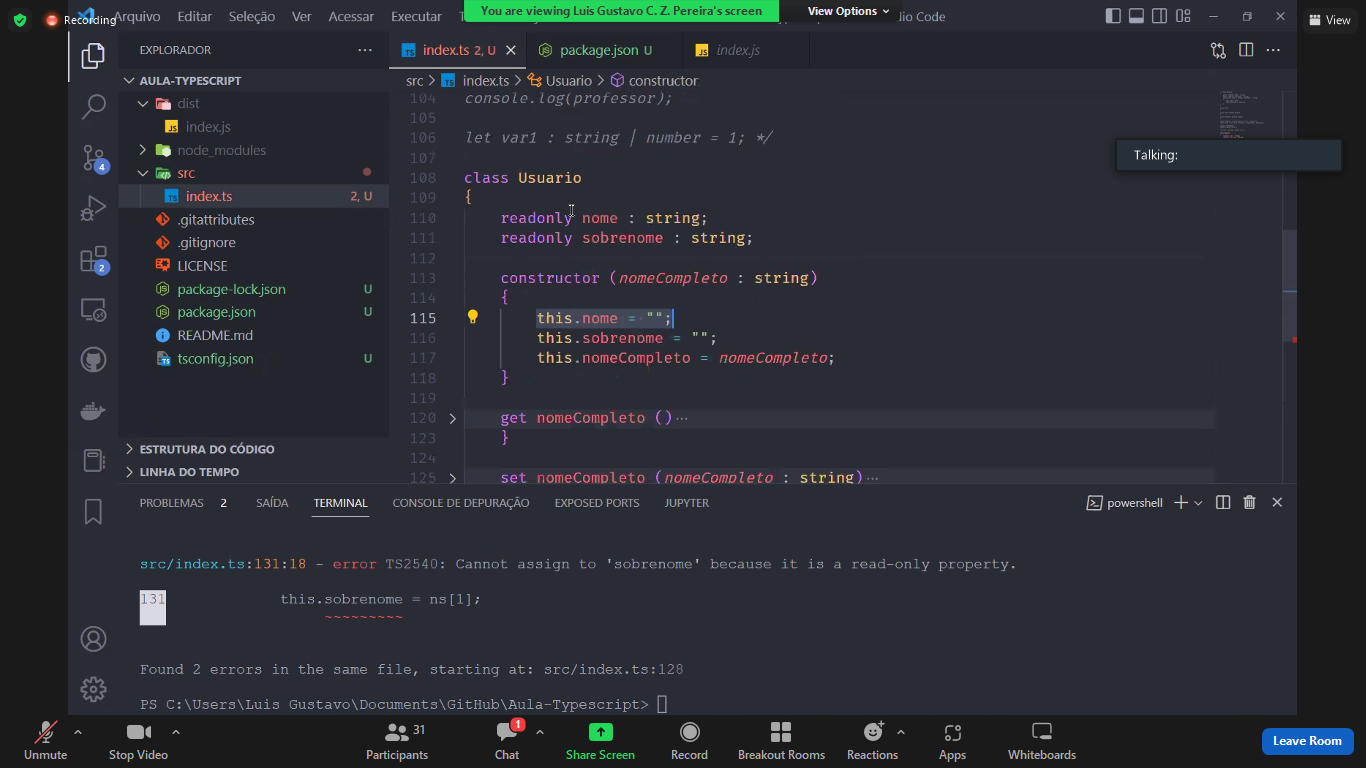 Recording
Arquivo Editar Seleção Ver Acessar Executar
You are viewing Luis Gustavo C. Z. Pereira's screen
View Options
dio Code
View
EXPLORADOR
AULA-TYPESCRIPT
dist
index.js
node_modules
src
index.ts 2, U
.gitattributes
.gitignore
LICENSE
package-lock.json U
package.json U
README.md
tsconfig.json U
ESTRUTURA DO CÓDIGO
LINHA DO TEMPO
4
2
index.ts 2, U
package.json U
index.js
src > index.ts > Usuario > constructor
104 console.log(professor);
105
106 let var1 : string | number = 1; */
107
108 class Usuario
109 {
110 readonly nome : string;
111 readonly sobrenome : string;
112
113 constructor (nomeCompleto : string)
114 {
115 this.nome = "";
116 this.sobrenome = "";
117 this.nomeCompleto = nomeCompleto;
118 }
119
120 get nomeCompleto ()...
123 }
124
125 set nomeCompleto (nomeCompleto : string)...
Talking:
PROBLEMAS 2 SAÍDA TERMINAL CONSOLE DE DEPURAÇÃO EXPOSED PORTS JUPYTER
powershell
src/index.ts:131:18 - error TS2540: Cannot assign to 'sobrenome' because it is a read-only property.
131 this.sobrenome = ns[1];
~~~~~~~~~
Found 2 errors in the same file, starting at: src/index.ts:128
PS C:\Users\Luis Gustavo\Documents\GitHub\Aula-Typescript>
Unmute
Stop Video
Participants 31
Chat 1
Share Screen
Record
Breakout Rooms
Reactions
Apps
Whiteboards
Leave Room